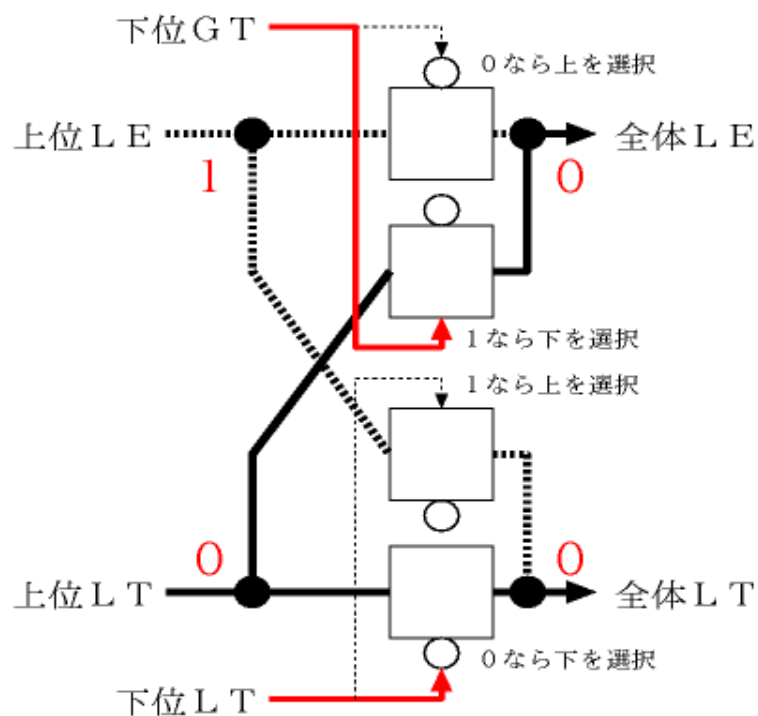 下位ＧＴ
０なら上を選択
上位ＬＥ
全体ＬＥ
1
0
１なら下を選択
１なら上を選択
0
0
上位ＬＴ
全体ＬＴ
０なら下を選択
下位ＬＴ